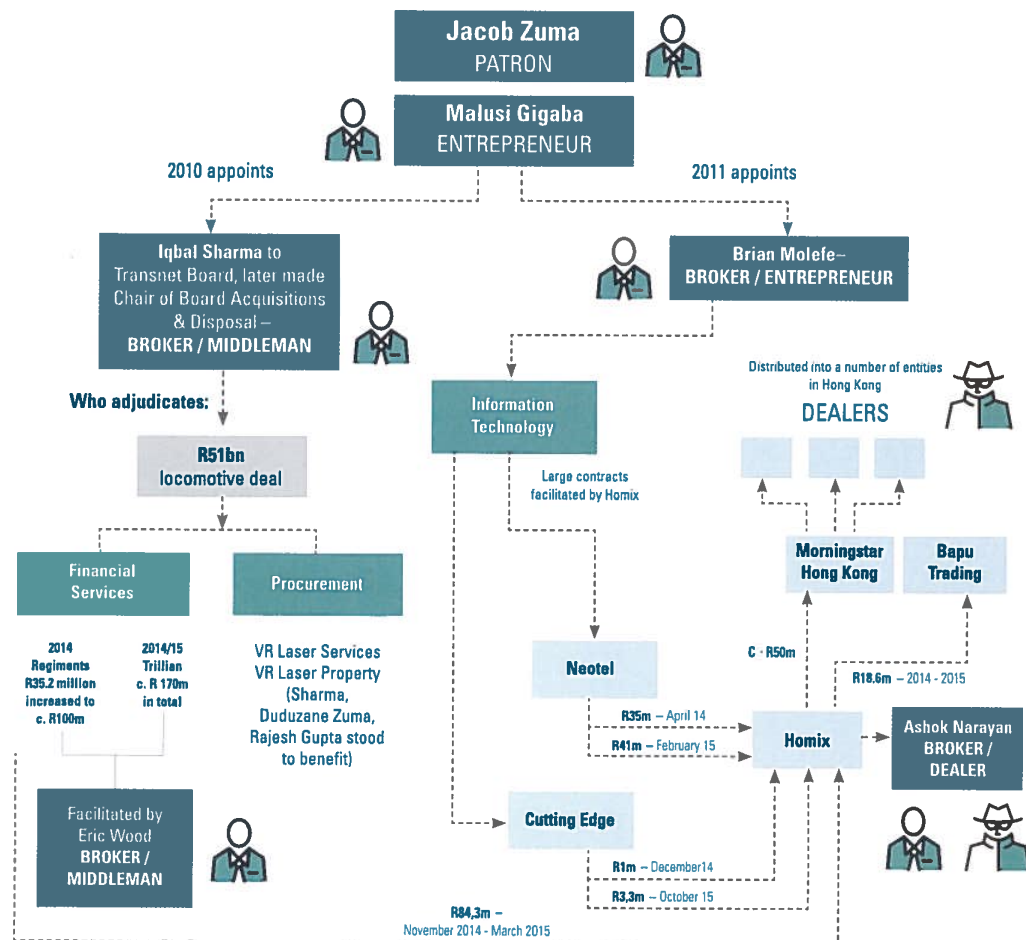 Jacob Zuma
PATRON
Malusi Gigaba
ENTREPRENEUR
2010 appoints
2011 appoints
Iqbal Sharma to
Transnet Board, later made
Chair of Board Acquisitions
& Disposal –
BROKER / MIDDLEMAN
Brian Molefe–
BROKER / ENTREPRENEUR
Who adjudicates:
R51bn
locomotive deal
Information
Technology
Distributed into a number of entities
in Hong Kong
DEALERS
Large contracts
facilitated by Homix
Financial
Services
Procurement
Morningstar
Hong Kong
Bapu
Trading
2014
Regiments
R35.2 million
increased to
c. R100m
2014/15
Trillian
c. R 170m
in total
VR Laser Services
VR Laser Property
(Sharma,
Duduzane Zuma,
Rajesh Gupta stood
to benefit)
Neotel
C - R50m
R18.6m – 2014 - 2015
R35m – April 14
R41m – February 15
Homix
Ashok Narayan
BROKER /
DEALER
Facilitated by
Eric Wood
BROKER /
MIDDLEMAN
Cutting Edge
R1m – December14
R3,3m – October 15
R84,3m –
November 2014 - March 2015